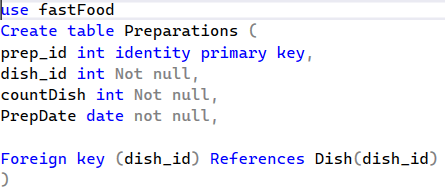 use fastFood
Create table Preparations (
prep_id int identity primary key,
dish_id int Not null,
countDish int Not null,
PrepDate date not null,
Foreign key (dish_id) References Dish(dish_id)
)